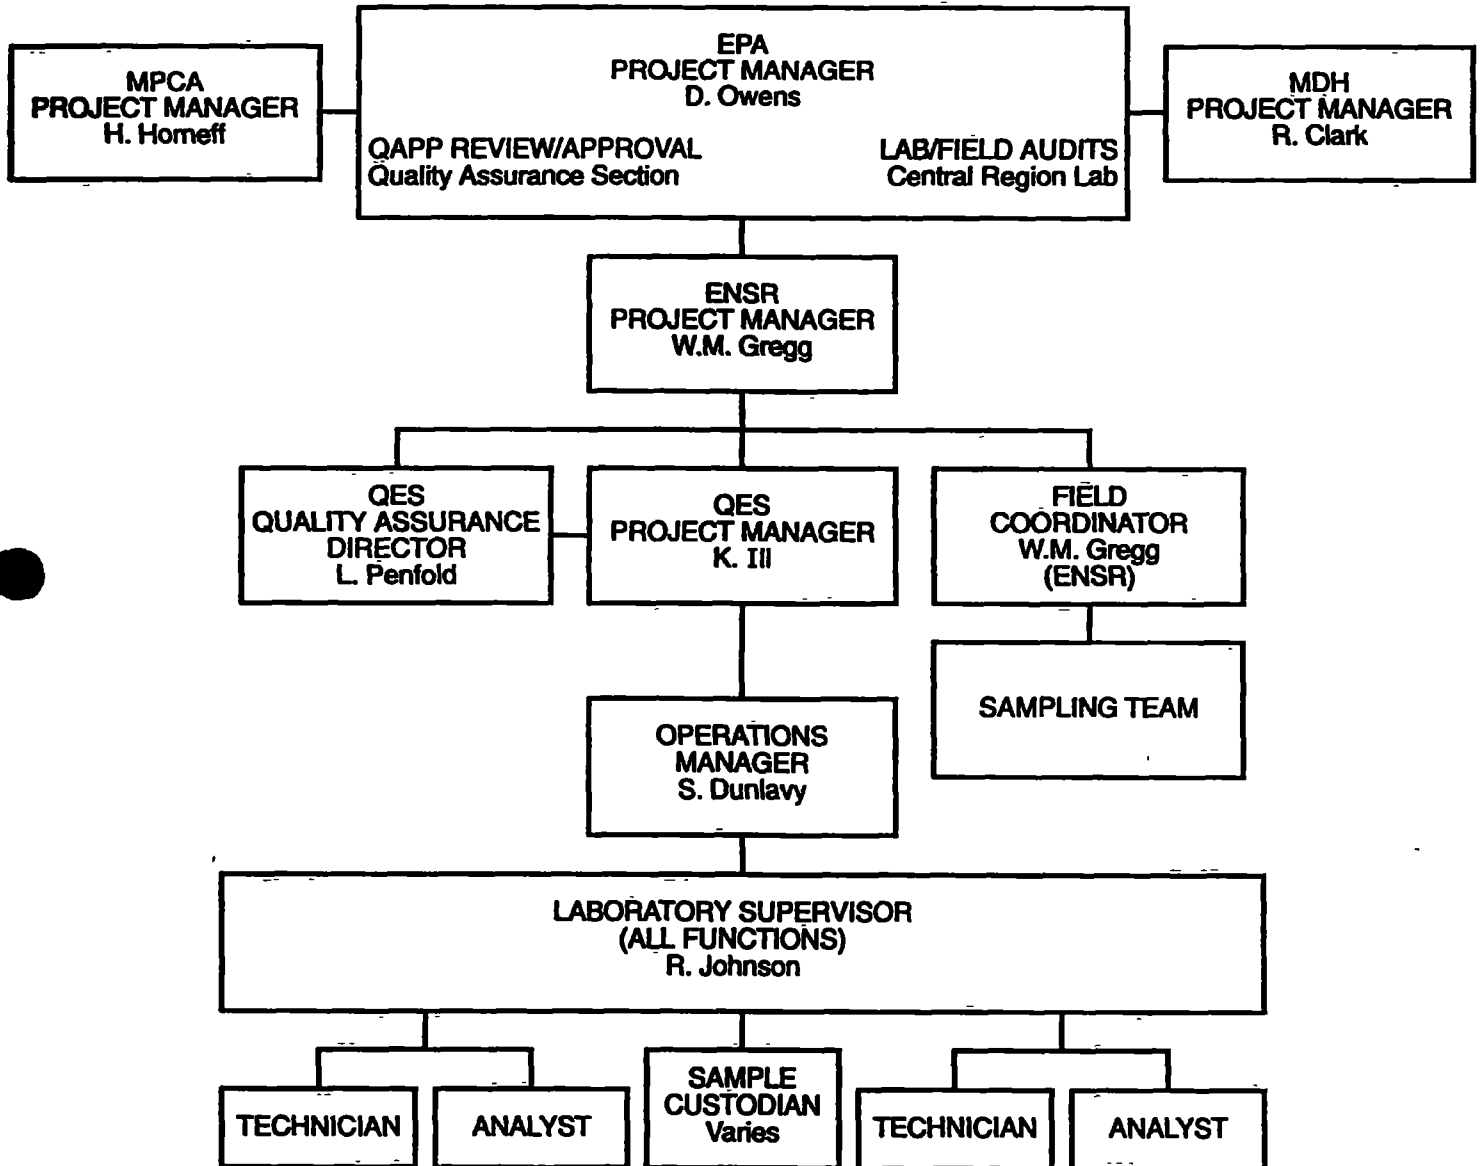 EPA
PROJECT MANAGER
D. Owens
QAPP REVIEW/APPROVAL
Quality Assurance Section
LAB/FIELD AUDITS
Central Region Lab
MPCA
PROJECT MANAGER
H. Horneff
MDH
PROJECT MANAGER
R. Clark
ENSR
PROJECT MANAGER
W.M. Gregg
QES
QUALITY ASSURANCE
DIRECTOR
L. Penfold
QES
PROJECT MANAGER
K. Ill
FIELD
COORDINATOR
W.M. Gregg
(ENSR)
SAMPLING TEAM
OPERATIONS
MANAGER
S. Dunlavy
LABORATORY SUPERVISOR
(ALL FUNCTIONS)
R. Johnson
TECHNICIAN
ANALYST
SAMPLE
CUSTODIAN
Varies
TECHNICIAN
ANALYST